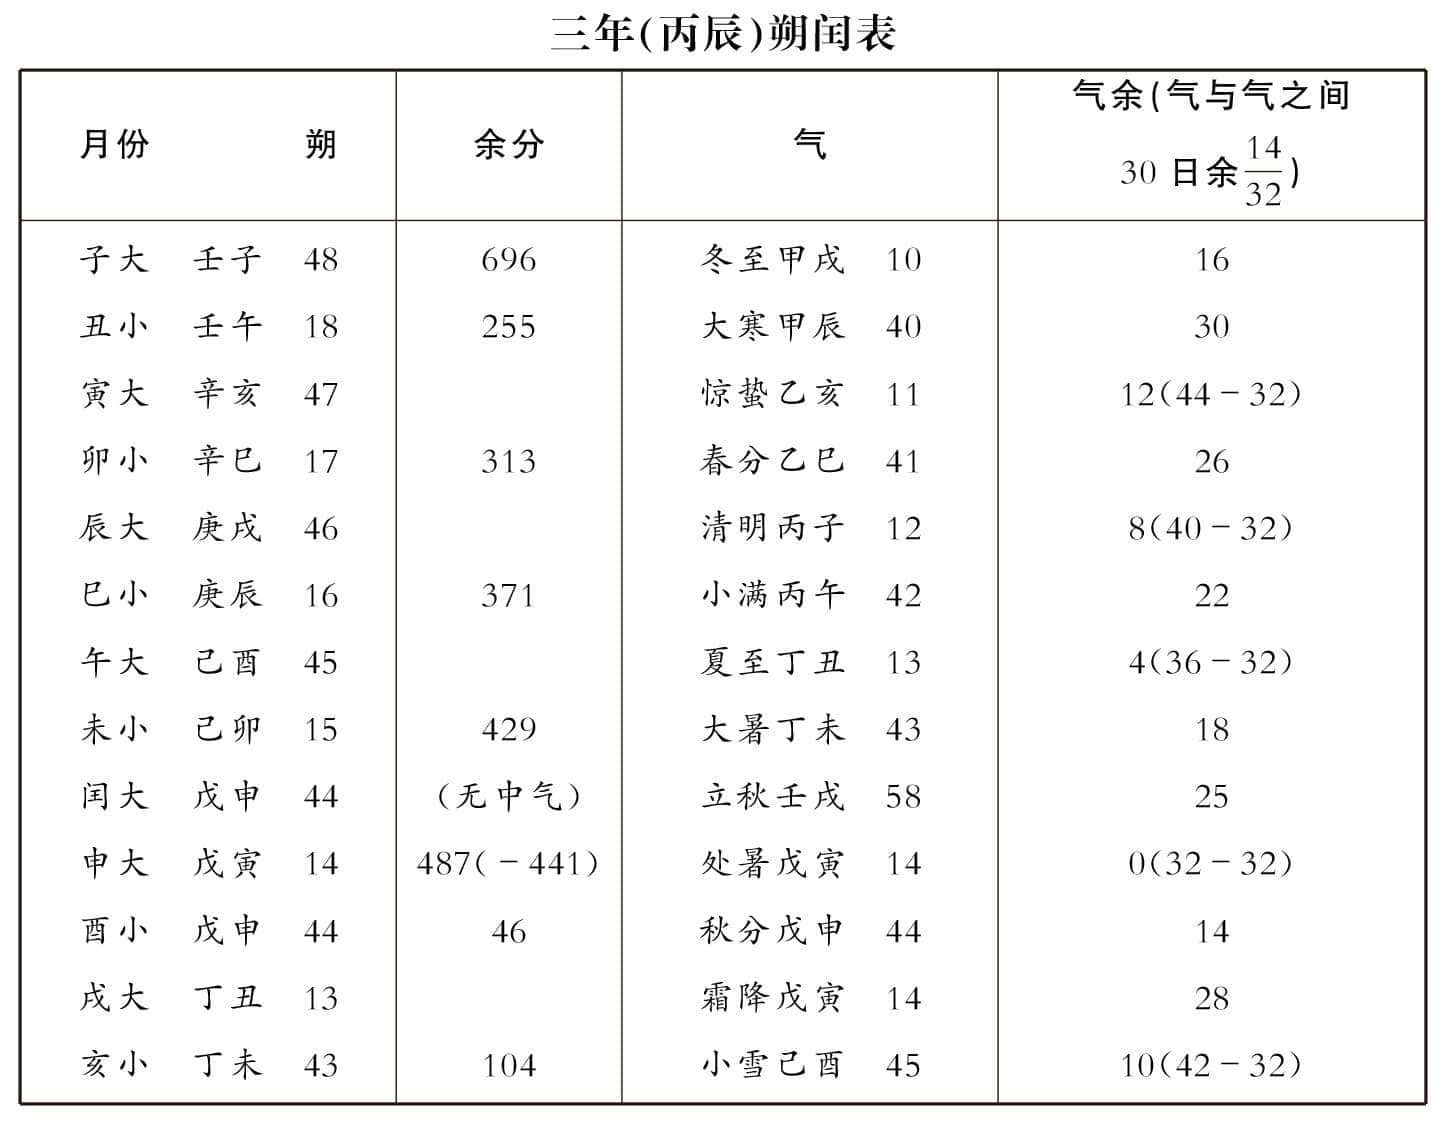 三年(丙辰)朔闰表
月份 朔 余分 气 气余(气与气之间30日余14/32)
子大 壬子 48 696 冬至甲戌 10 16
丑小 壬午 18 255 大寒甲辰 40 30
寅大 辛亥 47 惊蛰乙亥 11 12(44-32)
卯小 辛巳 17 313 春分乙巳 41 26
辰大 庚戌 46 清明丙子 12 8(40-32)
巳小 庚辰 16 371 小满丙午 42 22
午大 己酉 45 夏至丁丑 13 4(36-32)
未小 己卯 15 429 大暑丁未 43 18
闰大 戊申 44 (无中气) 立秋壬戌 58 25
申大 戊寅 14 487(-441) 处暑戊寅 14 0(32-32)
酉小 戊申 44 46 秋分戊申 44 14
戌大 丁丑 13 霜降戊寅 14 28
亥小 丁未 43 104 小雪己酉 45 10(42-32)